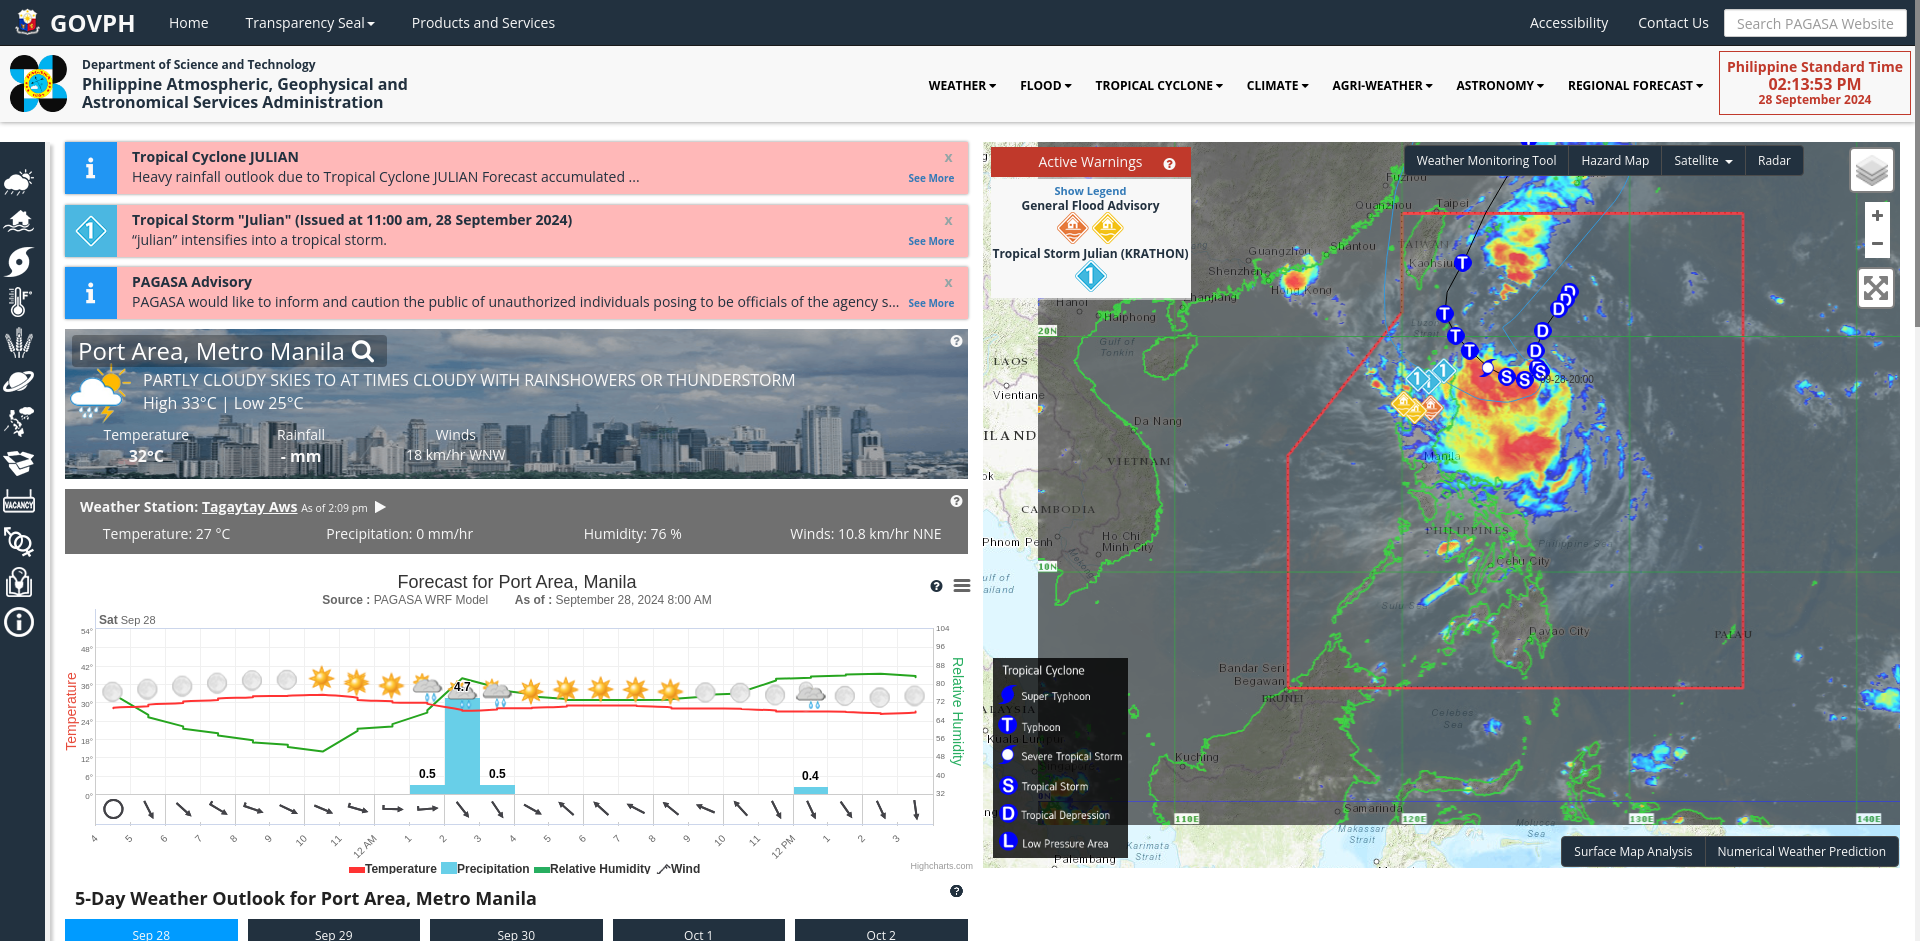 GOVPH
Home
Transparency Seal
Products and Services
Accessibility
Contact Us
Search PAGASA Website
Department of Science and Technology
Philippine Atmospheric, Geophysical and
Astronomical Services Administration
WEATHER
FLOOD
TROPICAL CYCLONE
CLIMATE
AGRI-WEATHER
ASTRONOMY
REGIONAL FORECAST
Philippine Standard Time
02:13:53 PM
28 September 2024
VACANCY
Tropical Cyclone JULIAN
x
Heavy rainfall outlook due to Tropical Cyclone JULIAN Forecast accumulated ...
See More
1
Tropical Storm "Julian" (Issued at 11:00 am, 28 September 2024)
x
“julian” intensifies into a tropical storm.
See More
PAGASA Advisory
x
PAGASA would like to inform and caution the public of unauthorized individuals posing to be officials of the agency s...
See More
Port Area, Metro Manila
PARTLY CLOUDY SKIES TO AT TIMES CLOUDY WITH RAINSHOWERS OR THUNDERSTORM
High 33°C | Low 25°C
Temperature
Rainfall
Winds
32°C
- mm
18 km/hr WNW
Weather Station: Tagaytay Aws As of 2:09 pm
Temperature: 27 °C
Precipitation: 0 mm/hr
Humidity: 76 %
Winds: 10.8 km/hr NNE
Forecast for Port Area, Manila
Source : PAGASA WRF Model As of : September 28, 2024 8:00 AM
Sat Sep 28
54°
48°
42°
36°
30°
24°
18°
12°
6°
0°
Temperature
104
96
88
80
72
64
56
48
40
32
Relative Humidity
0.5
4.7
0.5
0.4
4
5
6
7
8
9
10
11
12 AM
1
2
3
4
5
6
7
8
9
10
11
12 PM
1
2
3
Temperature
Precipitation
Relative Humidity
Wind
Highcharts.com
5-Day Weather Outlook for Port Area, Metro Manila
Sep 28
Sep 29
Sep 30
Oct 1
Oct 2
Active Warnings
Show Legend
General Flood Advisory
Tropical Storm Julian (KRATHON)
1
Weather Monitoring Tool
Hazard Map
Satellite
Radar
+
−
Fuzhou
Quanzhou
Taipei
TAIWAN
Guangzhou
Shantou
Kaohsiu
Shenzhen
Hong Kong
Zhanjiang
Hanoi
Haiphong
Gulf of
Tonkin
20N
LAOS
Vientiane
Da Nang
ILAND
VIETNAM
Manila
CAMBODIA
PHILIPPINES
Phnom Penh
Ho Chi
Minh City
Philippine S
Cebu City
10N
ulf of
ailand
Sulu Se
Davao City
PALAU
Bandar Seri
Begawan
BRUNEI
Celebes
Sea
Kuching
Samarinda
110E
120E
130E
140E
Makassar
Strait
Molucca
Sea
Karimata
Strait
Palembang
09-28-20:00
T
T
T
T
S
S
S
D
D
D
D
D
1
1
1
Tropical Cyclone
Super Typhoon
T Typhoon
Severe Tropical Storm
S Tropical Storm
D Tropical Depression
L Low Pressure Area
Surface Map Analysis
Numerical Weather Prediction